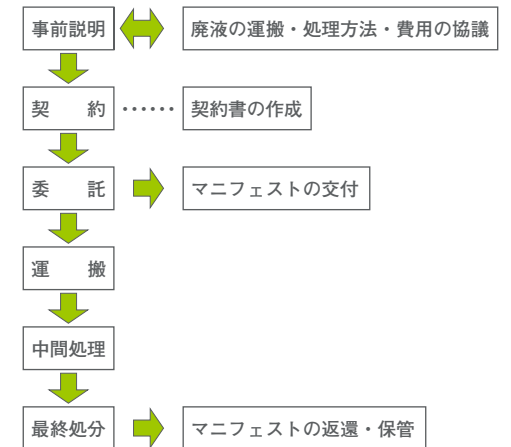 事前説明
廃液の運搬・処理方法・費用の協議
契　約
……
契約書の作成
委　託
マニフェストの交付
運　搬
中間処理
最終処分
マニフェストの返還・保管